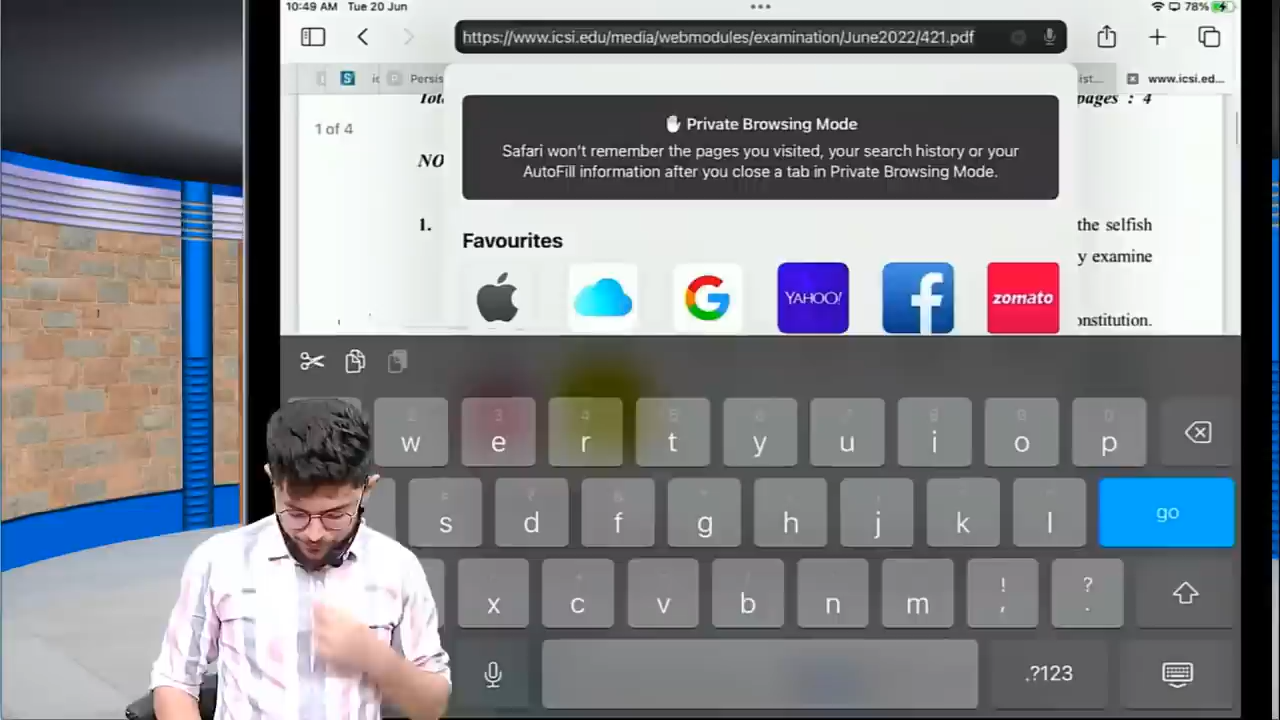 10:49 AM Tue 20 Jun
78%
https://www.icsi.edu/media/webmodules/examination/June2022/421.pdf
S
Persis
ist...
www.icsi.ed...
pages : 4
1 of 4
NO
Private Browsing Mode
Safari won't remember the pages you visited, your search history or your
AutoFill information after you close a tab in Private Browsing Mode.
1.
the selfish
y examine
Favourites
YAHOO!
zomato
onstitution.
w e r t y u i o p
s d f g h j k l go
x c v b n m ! , ? .
.?123